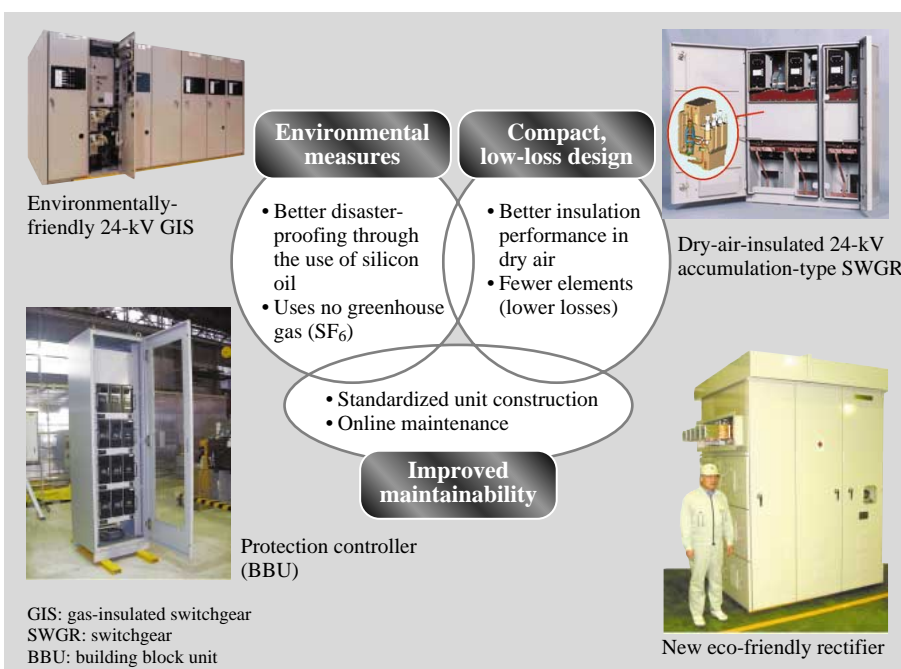 Environmental
measures
Compact,
low-loss design
Environmentally-
friendly 24-kV GIS
• Better disaster-
proofing through
the use of silicon
oil
• Uses no greenhouse
gas (SF6)
• Better insulation
performance in
dry air
• Fewer elements
(lower losses)
Dry-air-insulated 24-kV
accumulation-type SWGR
• Standardized unit construction
• Online maintenance
Improved
maintainability
Protection controller
(BBU)
GIS: gas-insulated switchgear
SWGR: switchgear
BBU: building block unit
New eco-friendly rectifier